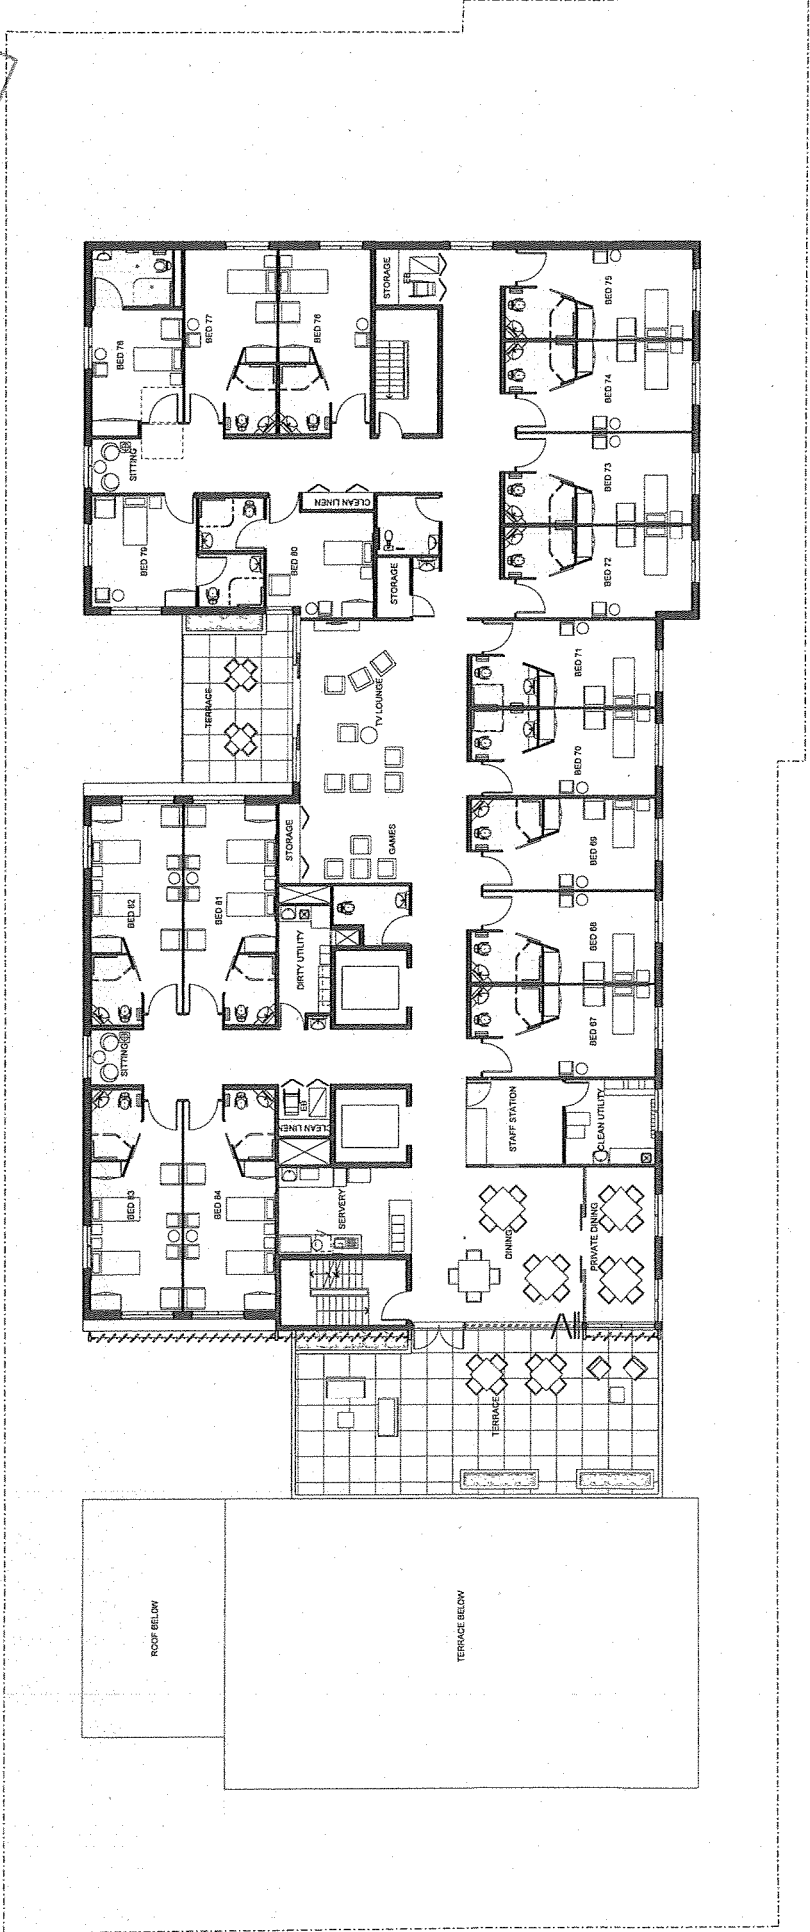 BED 78
BED 77
BED 76
STORAGE
EB
BED 75
BED 74
BED 73
BED 72
SITTING
CLEAN LINEN
BED 79
BED 80
STORAGE
TERRACE
TV LOUNGE
GAMES
STORAGE
BED 71
BED 70
BED 69
BED 68
BED 67
BED 82
BED 81
DIRTY UTILITY
SITTING
EB
CLEAN LINEN
STAFF STATION
CLEAN UTILITY
BED 83
BED 84
SERVERY
DINING
PRIVATE DINING
TERRACE
ROOF BELOW
TERRACE BELOW